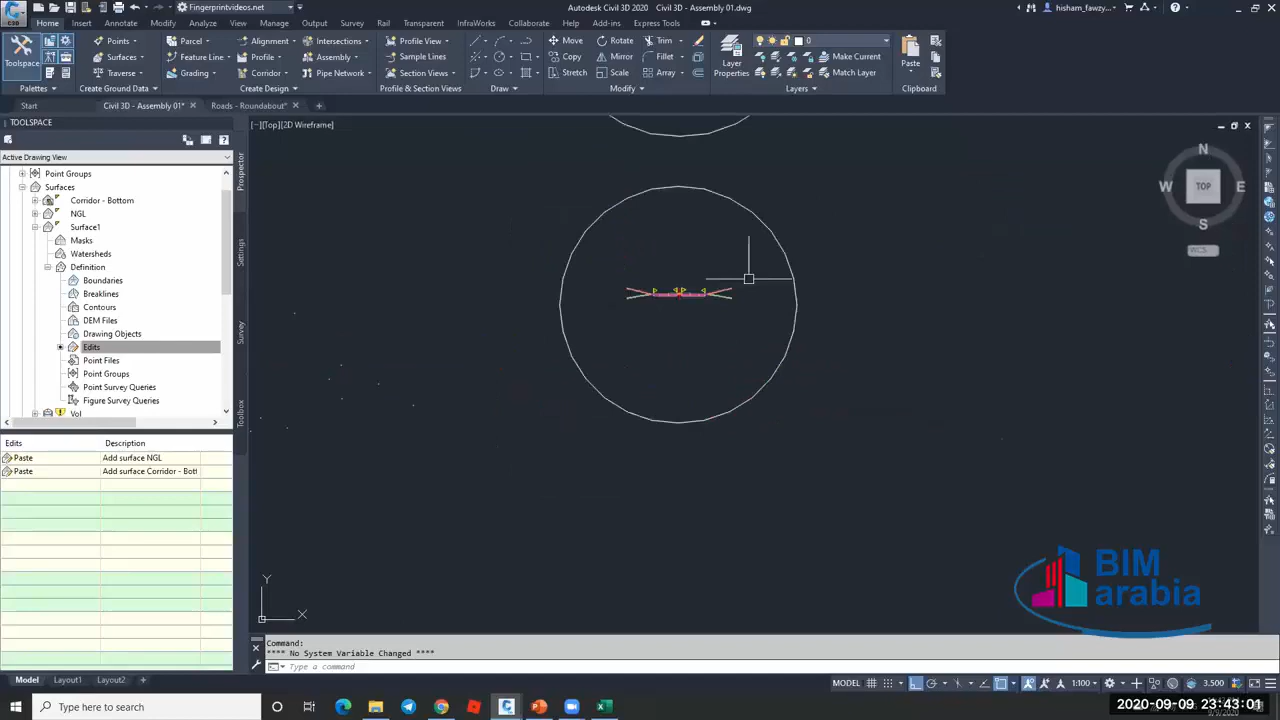 C3D
Fingerprintvideos.net
Autodesk Civil 3D 2020 Civil 3D - Assembly 01.dwg
hisham_fawzy...
Home Insert Annotate Modify Analyze View Manage Output Survey Rail Transparent InfraWorks Collaborate Help Add-ins Express Tools
Toolspace
Points
Surfaces
Traverse
Parcel
Feature Line
Grading
Alignment
Profile
Corridor
Intersections
Assembly
Pipe Network
Profile View
Sample Lines
Section Views
Move
Copy
Stretch
Rotate
Mirror
Scale
Trim
Fillet
Array
Layer
Properties
0
Make Current
Match Layer
Paste
Palettes Create Ground Data Create Design Profile & Section Views Draw Modify Layers Clipboard
Start Civil 3D - Assembly 01* Roads - Roundabout*
TOOLSPACE
Active Drawing View
Point Groups
Surfaces
Corridor - Bottom
NGL
Surface1
Masks
Watersheds
Definition
Boundaries
Breaklines
Contours
DEM Files
Drawing Objects
Edits
Point Files
Point Groups
Point Survey Queries
Figure Survey Queries
Vol
Prospector
Settings
Survey
Toolbox
Edits Description
Paste Add surface NGL
Paste Add surface Corridor - Bott
[−][Top][2D Wireframe]
N
W TOP E
S
WCS
Y
X
BIM
arabia
Command:
**** No System Variable Changed ****
Type a command
Model Layout1 Layout2
MODEL 1:100 3.500
Type here to search
2020-09-09 23:43:01